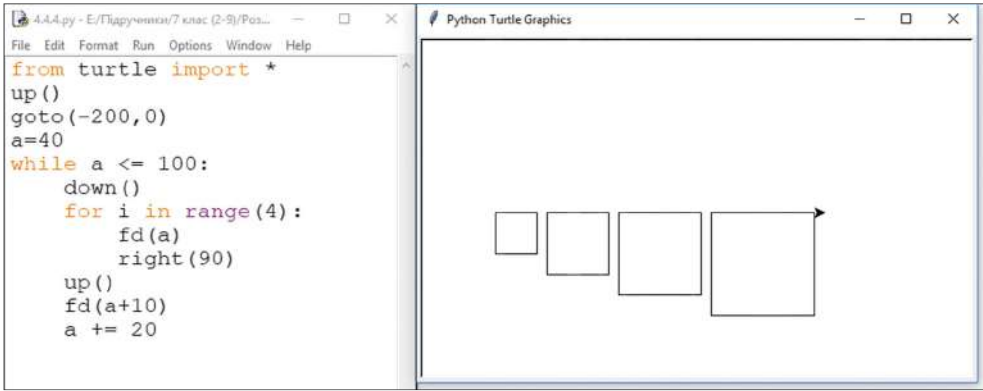 4.4.4.py - E:/Підручники/7 клас (2-9)/Роз...
File Edit Format Run Options Window Help
from turtle import *
up()
goto(-200,0)
a=40
while a <= 100:
    down()
    for i in range(4):
        fd(a)
        right(90)
    up()
    fd(a+10)
    a += 20
Python Turtle Graphics